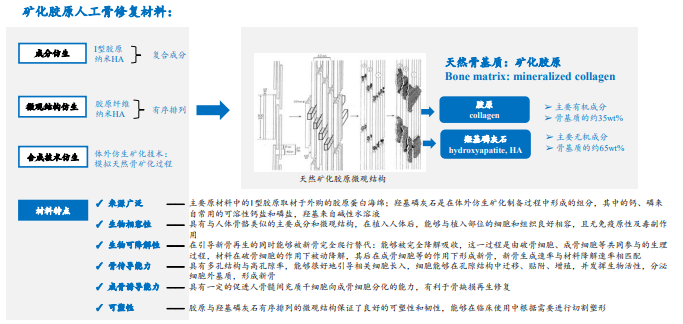 矿化胶原人工骨修复材料：
成分仿生
I型胶原
纳米HA
复合成分
微观结构仿生
胶原纤维
纳米HA
有序排列
合成技术仿生
体外仿生矿化技术：
模拟天然骨矿化过程
天然矿化胶原微观结构
天然骨基质：矿化胶原
Bone matrix: mineralized collagen
胶原
collagen
主要有机成分
骨基质的约35wt%
羟基磷灰石
hydroxyapatite, HA
主要无机成分
骨基质的约65wt%
材料特点
来源广泛
主要原材料中的I型胶原取材于外购的胶原蛋白海绵；羟基磷灰石是在体外仿生矿化制备过程中形成的组分，其中的钙、磷来
自常用的可溶性钙盐和磷盐，羟基来自碱性水溶液
生物相容性
具有与人体骨骼类似的主要成分和微观结构，在植入人体后，能够与植入部位的细胞和组织良好相容，且无免疫原性及毒副作
用
生物可降解性
在引导新骨再生的同时能够被新骨完全爬行替代；能够被完全降解吸收，这一过程是由破骨细胞、成骨细胞等共同参与的生理
过程，材料在破骨细胞的作用下被动降解，其后在成骨细胞等的作用下形成新骨，新骨生成速率与材料降解速率相匹配
骨传导能力
具有多孔结构与高孔隙率，能够很好地引导相关细胞长入，细胞能够在孔隙结构中迁移、贴附、增殖，并发挥生物活性，分泌
细胞外基质，形成新骨
成骨诱导能力
具有一定的促进人骨髓间充质干细胞向成骨细胞分化的能力，有利于骨缺损再生修复
可塑性
胶原与羟基磷灰石有序排列的微观结构保证了良好的可塑性和韧性，能够在临床使用中根据需要进行切割整形